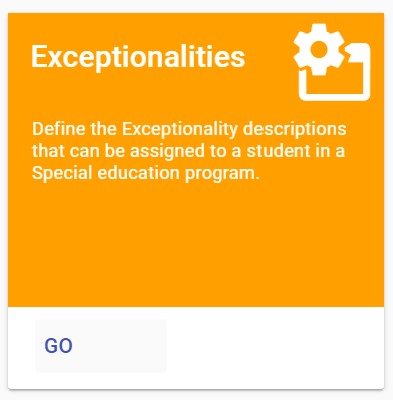 Exceptionalities
Define the Exceptionality descriptions
that can be assigned to a student in a
Special education program.
GO